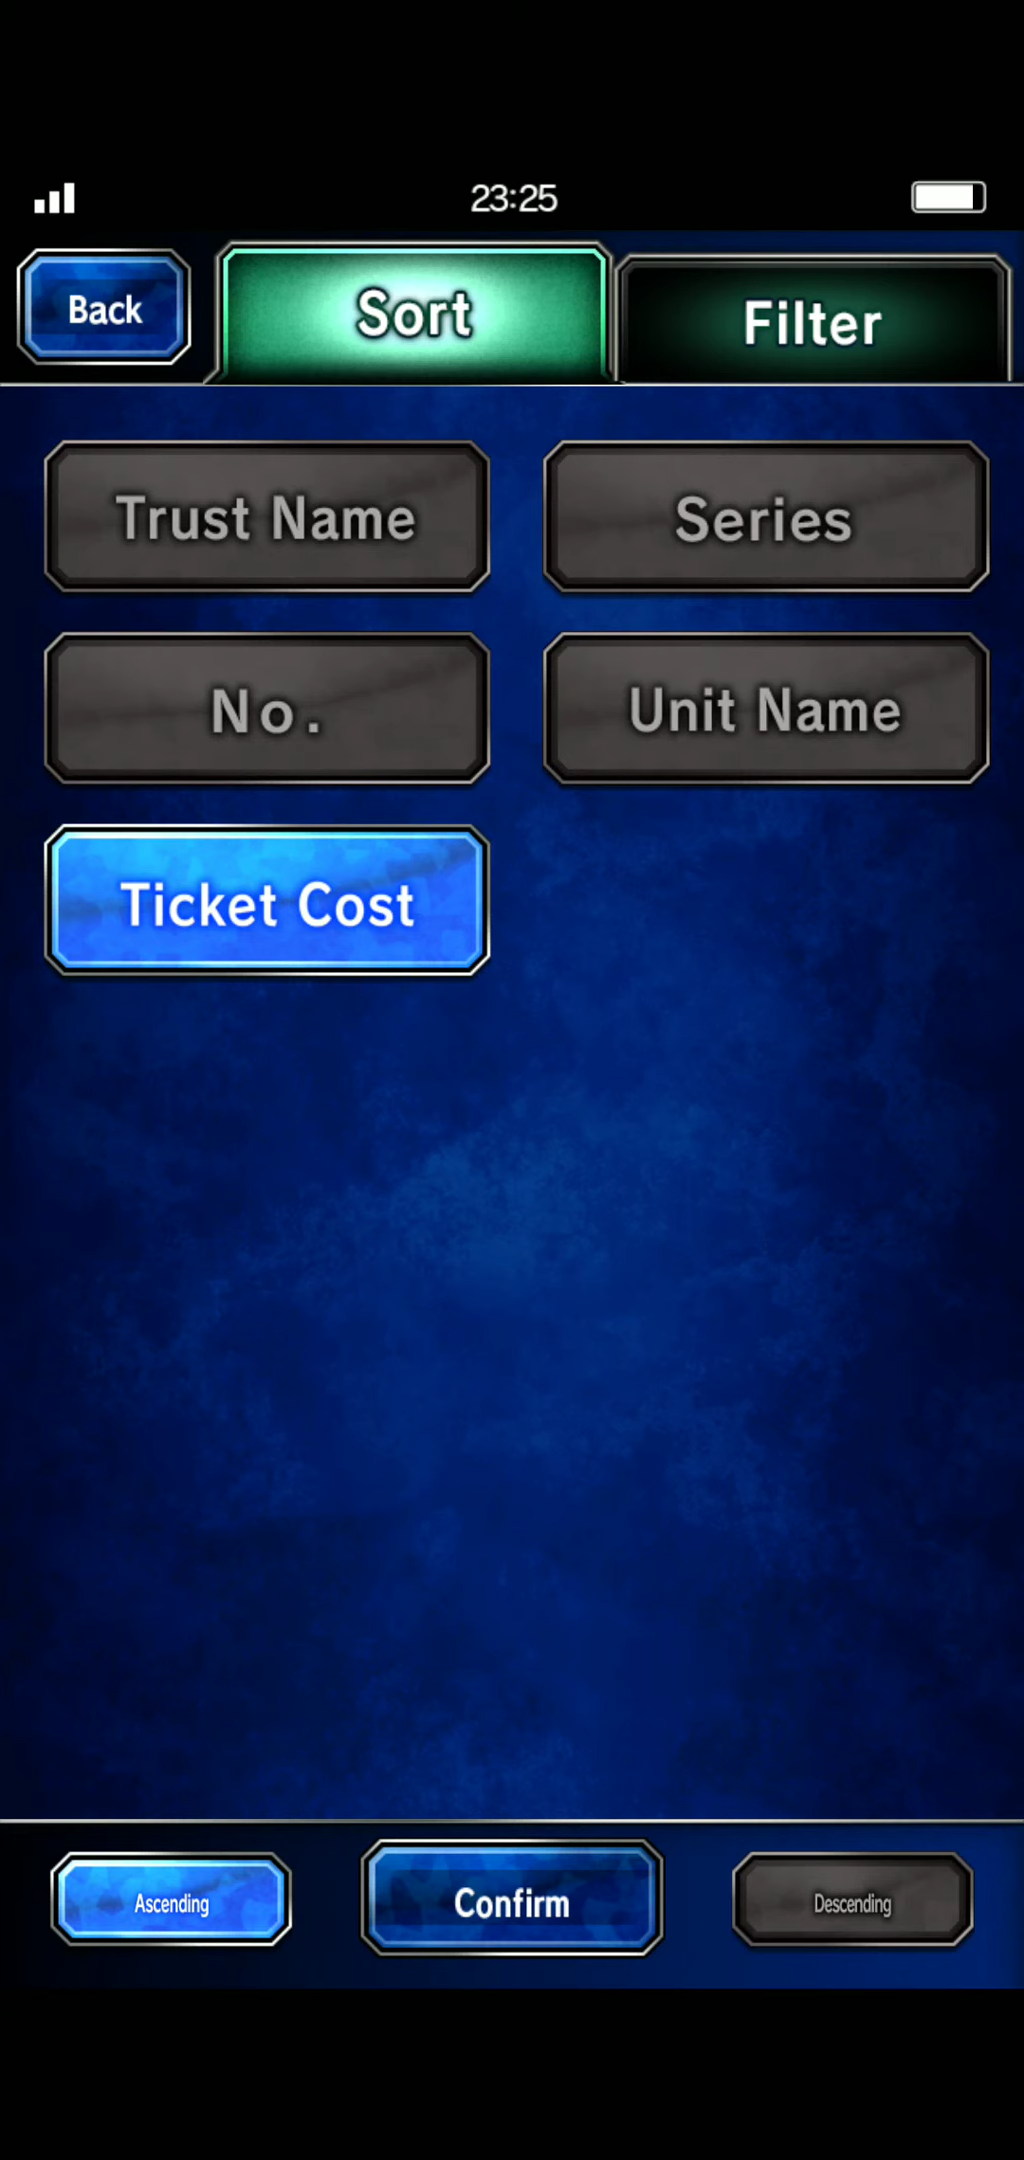 23:25
Back
Sort
Filter
Trust Name
Series
No.
Unit Name
Ticket Cost
Ascending
Confirm
Descending